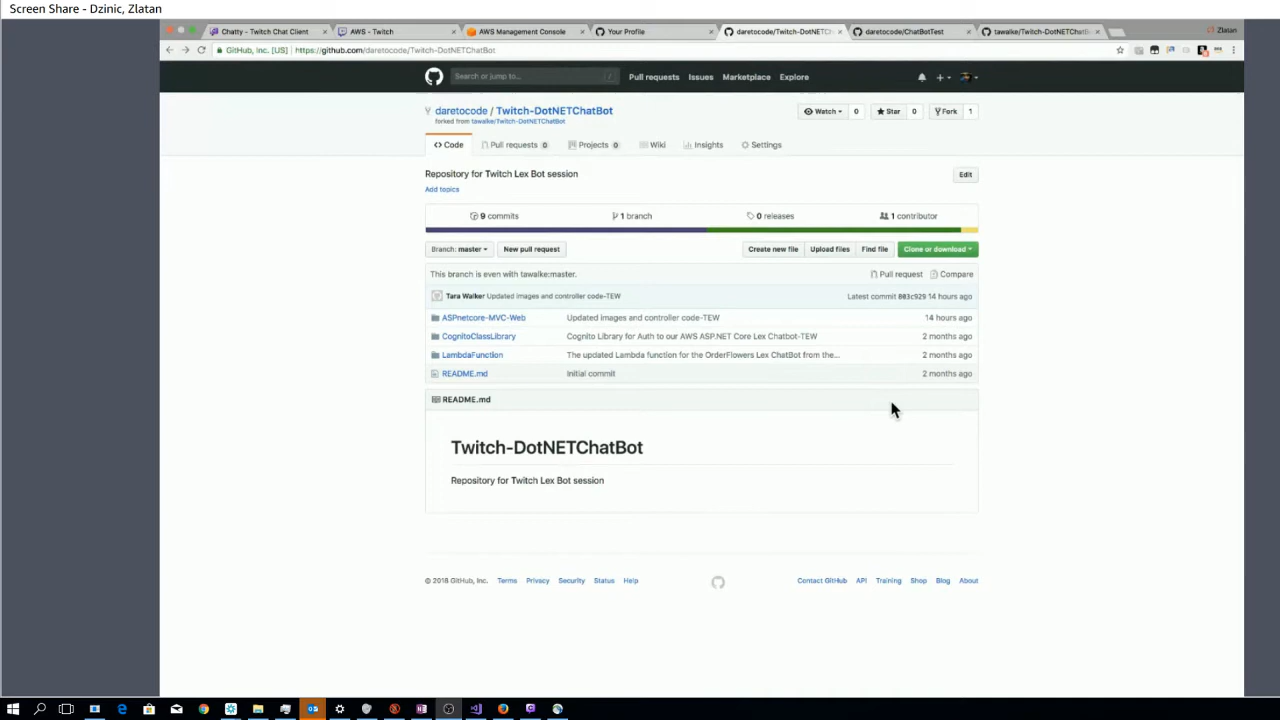 Screen Share - Dzinic, Zlatan
Chatty - Twitch Chat Client
AWS - Twitch
AWS Management Console
Your Profile
daretocode/Twitch-DotNETCh
daretocode/ChatBotTest
tawalke/Twitch-DotNETChatB
Zlatan
GitHub, Inc. [US] https://github.com/daretocode/Twitch-DotNETChatBot
Search or jump to... /
Pull requests Issues Marketplace Explore
daretocode / Twitch-DotNETChatBot
forked from tawalke/Twitch-DotNETChatBot
Watch 0 Star 0 Fork 1
Code Pull requests 0 Projects 0 Wiki Insights Settings
Repository for Twitch Lex Bot session
Edit
Add topics
9 commits 1 branch 0 releases 1 contributor
Branch: master New pull request Create new file Upload files Find file Clone or download
This branch is even with tawalke:master. Pull request Compare
Tara Walker Updated images and controller code-TEW Latest commit 803c929 14 hours ago
ASPnetcore-MVC-Web Updated images and controller code-TEW 14 hours ago
CognitoClassLibrary Cognito Library for Auth to our AWS ASP.NET Core Lex Chatbot-TEW 2 months ago
LambdaFunction The updated Lambda function for the OrderFlowers Lex ChatBot from the... 2 months ago
README.md Initial commit 2 months ago
README.md
Twitch-DotNETChatBot
Repository for Twitch Lex Bot session
© 2018 GitHub, Inc. Terms Privacy Security Status Help
Contact GitHub API Training Shop Blog About